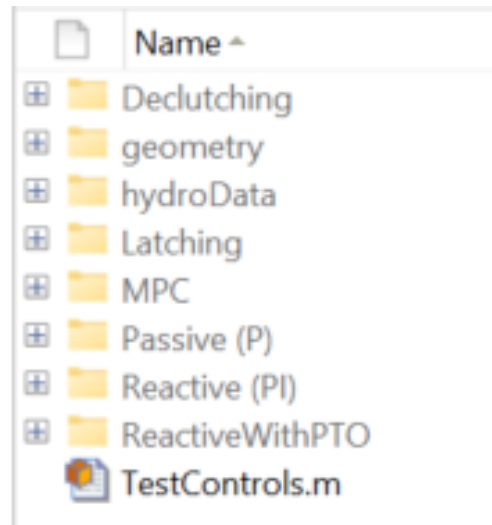 Name
Declutching
geometry
hydroData
Latching
MPC
Passive (P)
Reactive (PI)
ReactiveWithPTO
TestControls.m